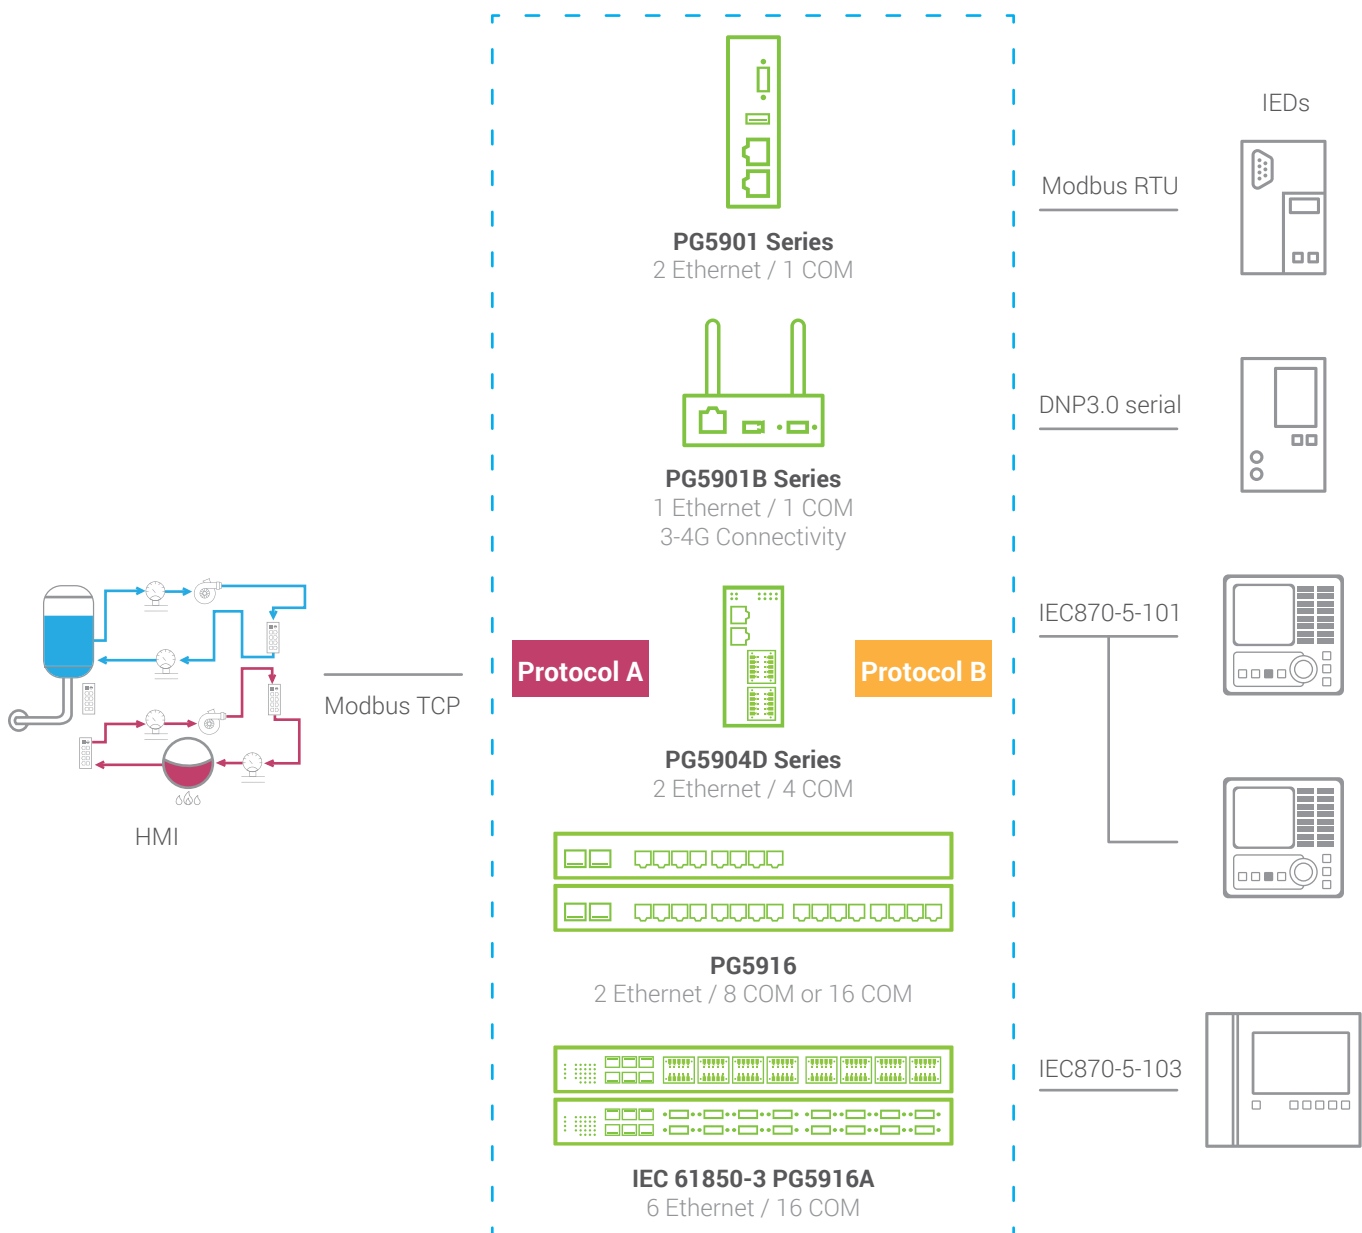 IEDs
Modbus RTU
PG5901 Series
2 Ethernet / 1 COM
DNP3.0 serial
PG5901B Series
1 Ethernet / 1 COM
3-4G Connectivity
IEC870-5-101
Protocol A
Protocol B
Modbus TCP
PG5904D Series
2 Ethernet / 4 COM
HMI
PG5916
2 Ethernet / 8 COM or 16 COM
IEC870-5-103
IEC 61850-3 PG5916A
6 Ethernet / 16 COM